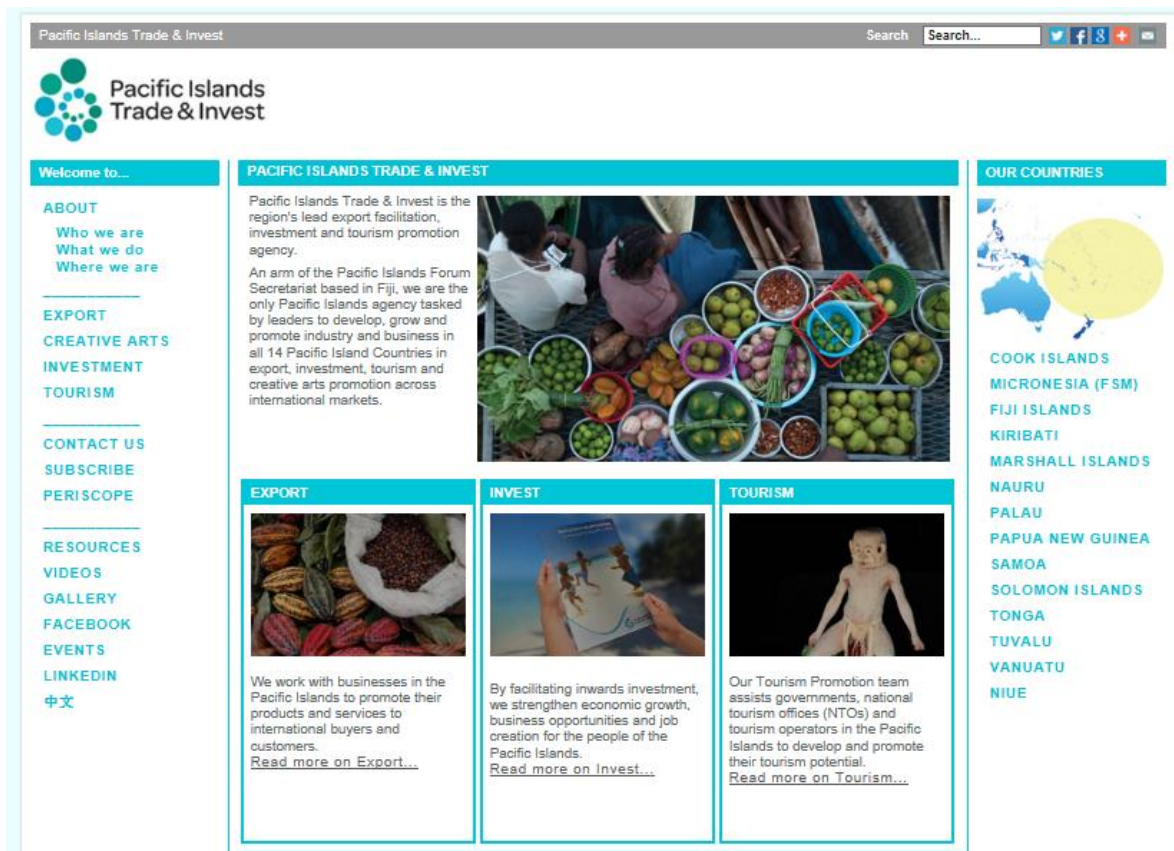 Pacific Islands Trade & Invest
Search
Search...
Pacific Islands
Trade & Invest
Welcome to...
ABOUT
Who we are
What we do
Where we are
EXPORT
CREATIVE ARTS
INVESTMENT
TOURISM
CONTACT US
SUBSCRIBE
PERISCOPE
RESOURCES
VIDEOS
GALLERY
FACEBOOK
EVENTS
LINKEDIN
中文
PACIFIC ISLANDS TRADE & INVEST
Pacific Islands Trade & Invest is the
region's lead export facilitation,
investment and tourism promotion
agency.
An arm of the Pacific Islands Forum
Secretariat based in Fiji, we are the
only Pacific Islands agency tasked
by leaders to develop, grow and
promote industry and business in
all 14 Pacific Island Countries in
export, investment, tourism and
creative arts promotion across
international markets.
EXPORT
We work with businesses in the
Pacific Islands to promote their
products and services to
international buyers and
customers.
Read more on Export...
INVEST
By facilitating inwards investment,
we strengthen economic growth,
business opportunities and job
creation for the people of the
Pacific Islands.
Read more on Invest...
TOURISM
Our Tourism Promotion team
assists governments, national
tourism offices (NTOs) and
tourism operators in the Pacific
Islands to develop and promote
their tourism potential.
Read more on Tourism...
OUR COUNTRIES
COOK ISLANDS
MICRONESIA (FSM)
FIJI ISLANDS
KIRIBATI
MARSHALL ISLANDS
NAURU
PALAU
PAPUA NEW GUINEA
SAMOA
SOLOMON ISLANDS
TONGA
TUVALU
VANUATU
NIUE